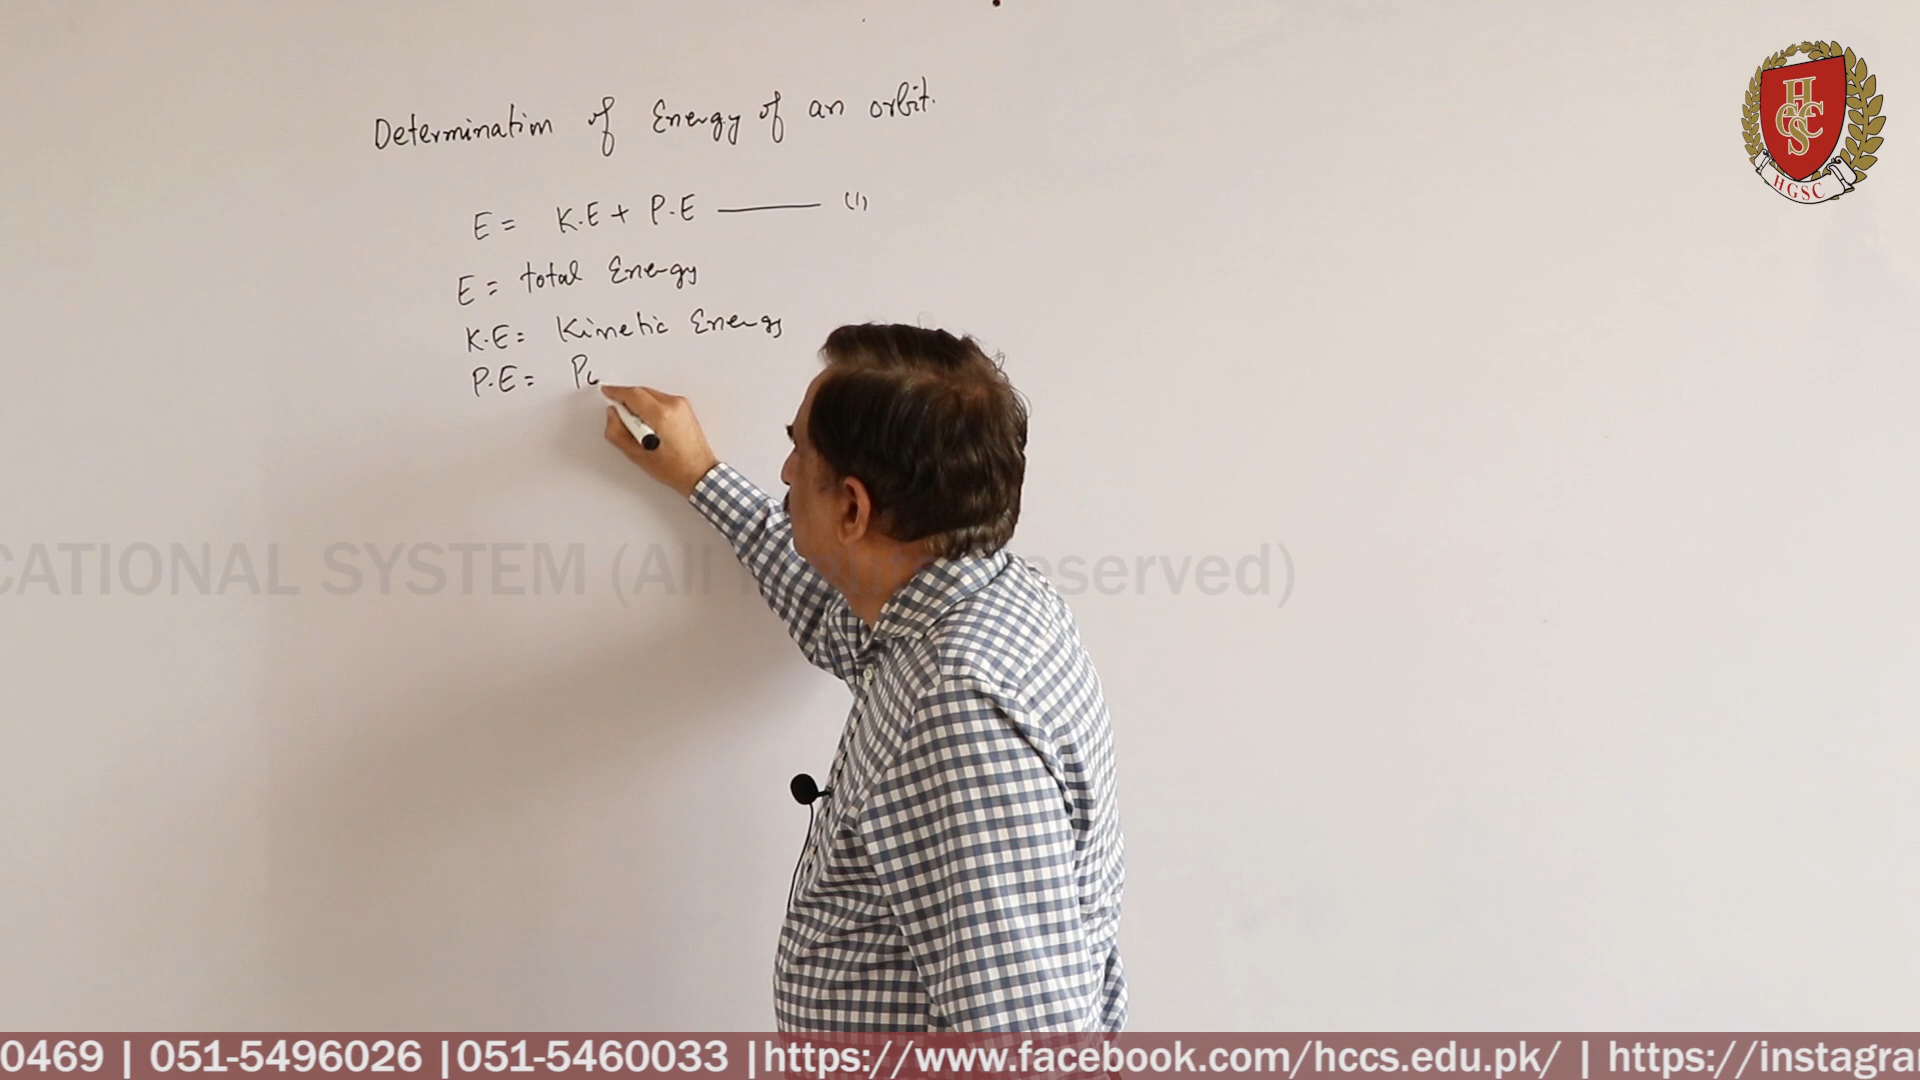 Determination of Energy of an orbit.
E = K.E + P.E ——— (1)
E = total Energy
K.E = Kinetic Energy
P.E =
H
GCC
S
HGSC
CATIONAL SYSTEM (All eserved)
0469 | 051-5496026 |051-5460033 |https://www.facebook.com/hccs.edu.pk/ | https://instagra